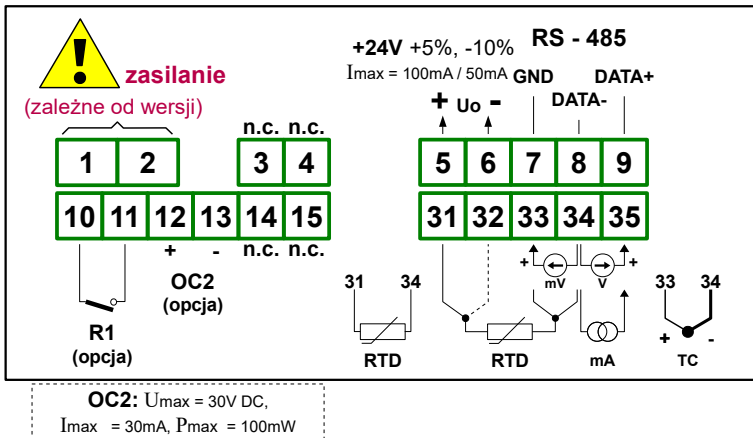 ! zasilanie
(zależne od wersji)
+24V +5%, -10% RS - 485
Imax = 100mA / 50mA GND DATA+
+ Uo - DATA-
n.c. n.c.
1 2 3 4 5 6 7 8 9
10 11 12 13 14 15 31 32 33 34 35
+ - n.c. n.c.
OC2
(opcja)
R1
(opcja)
31 34
RTD
RTD
+ mV V +
mA
33 34
+ -
TC
OC2: Umax = 30V DC,
Imax = 30mA, Pmax = 100mW